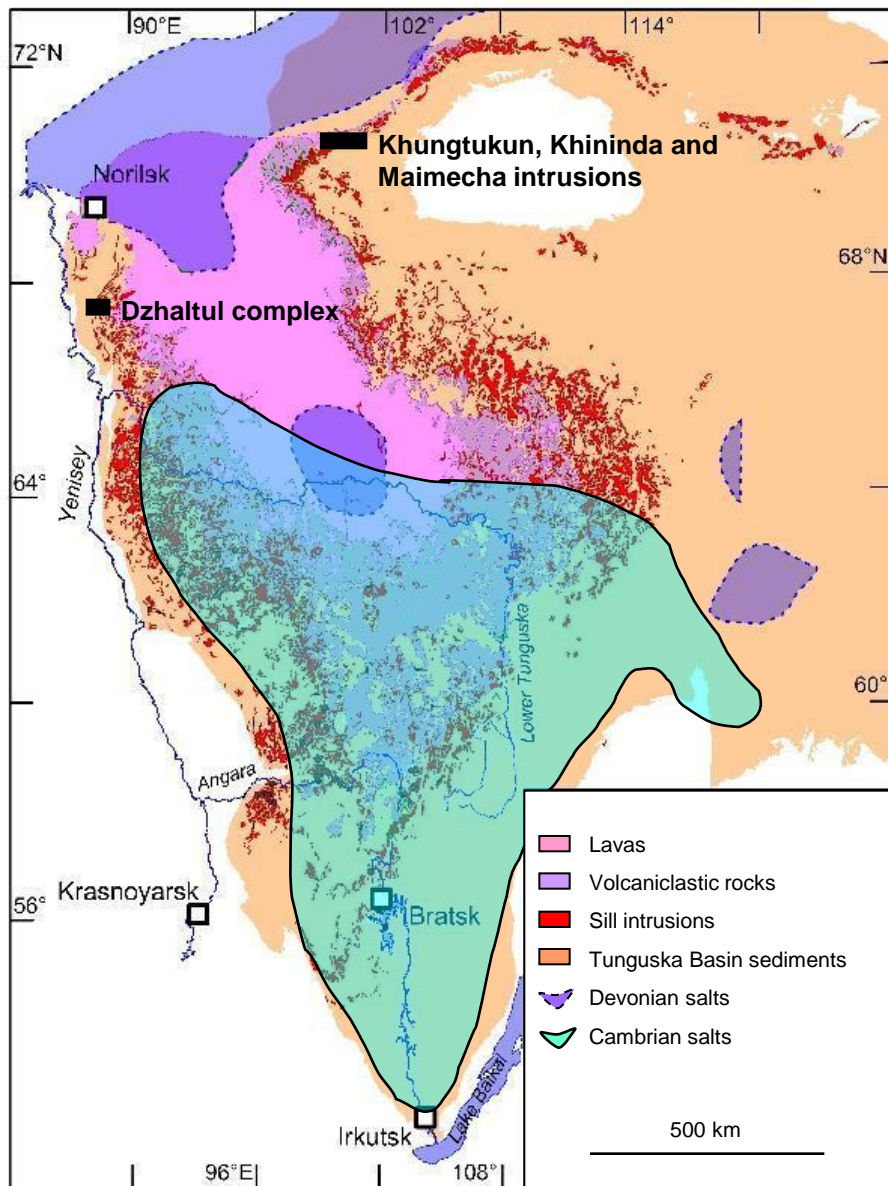 90°E
102°
114°
72°N
Khungtukun, Khininda and
Maimecha intrusions
Norilsk
68°N
Dzhaltul complex
64°
Yenisey
Lower Tunguska
60°
Angara
Krasnoyarsk
56°
Bratsk
Lavas
Volcaniclastic rocks
Sill intrusions
Tunguska Basin sediments
Devonian salts
Cambrian salts
Irkutsk
Lake Baikal
500 km
96°E
108°